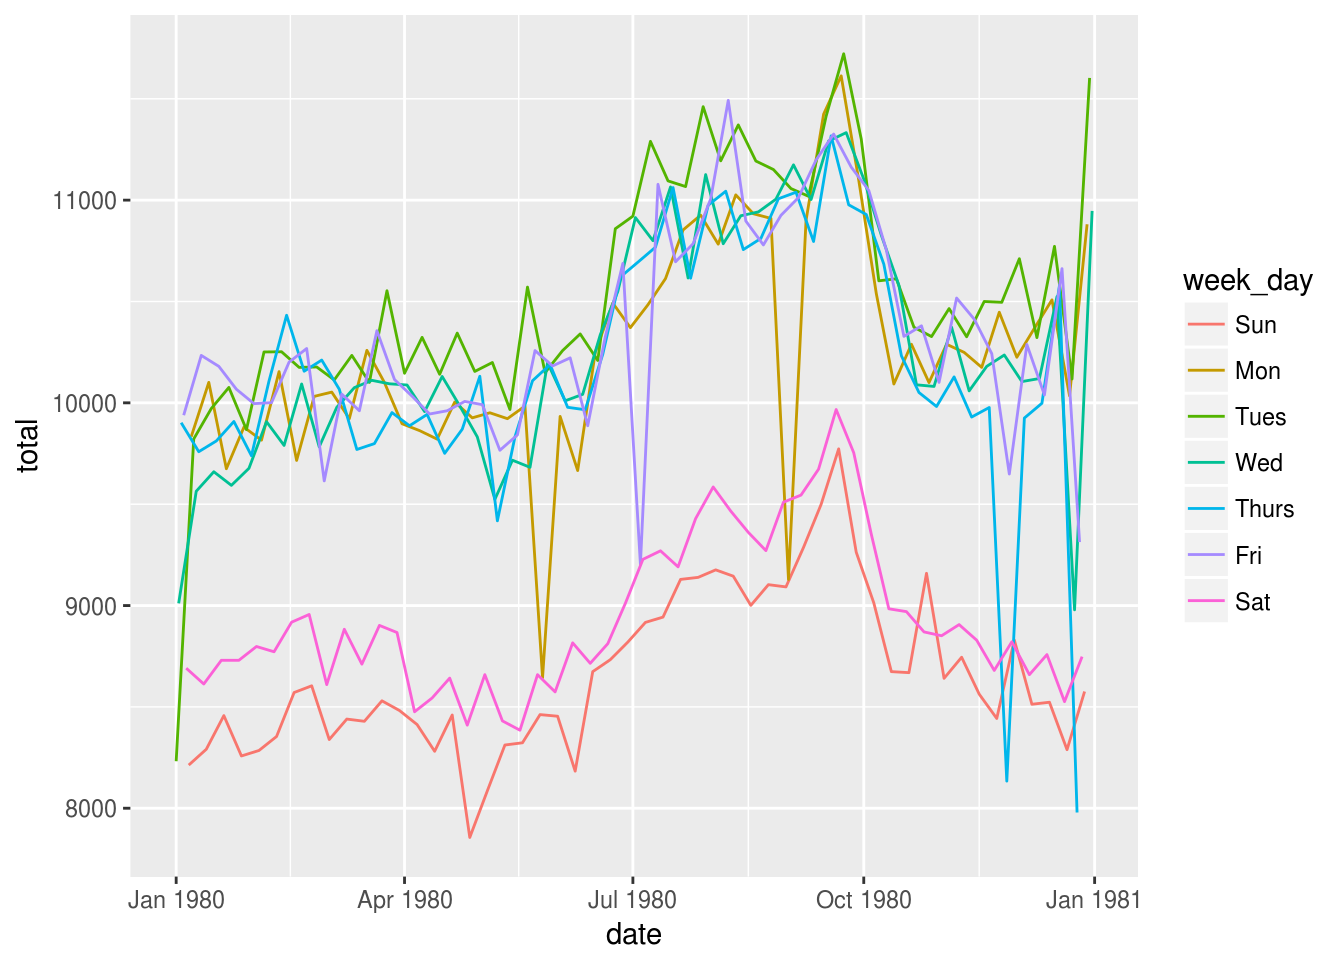 total
11000
10000
9000
8000
Jan 1980
Apr 1980
Jul 1980
Oct 1980
Jan 1981
date
week_day
Sun
Mon
Tues
Wed
Thurs
Fri
Sat